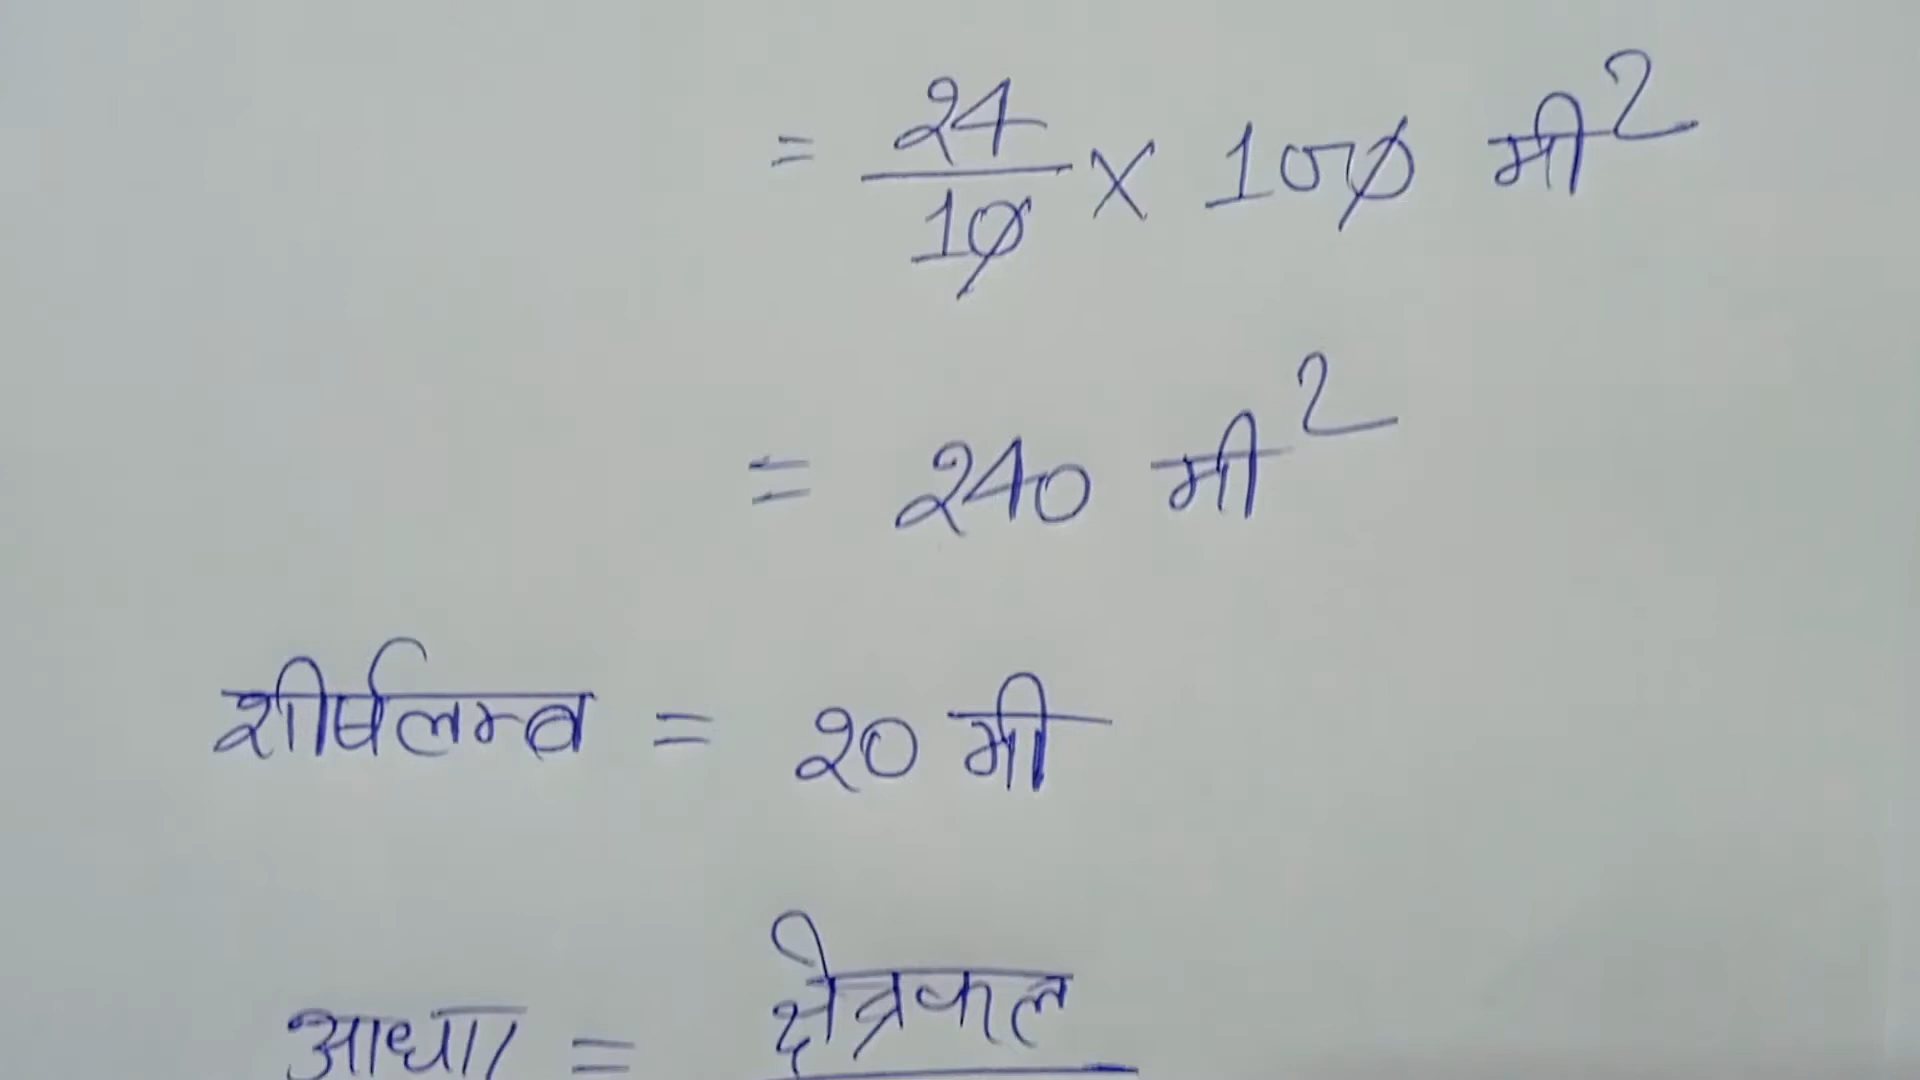 = 24/10 × 100 मी²
= 240 मी²
शीर्षलम्ब = 20 मी
आधार = क्षेत्रफल